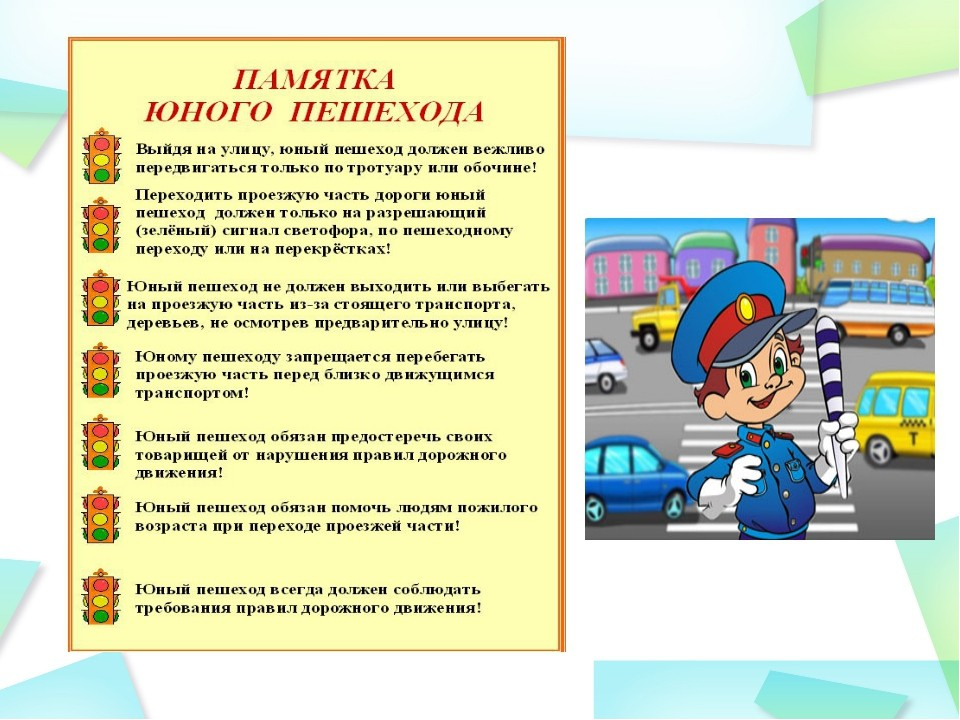 ПАМЯТКА
ЮНОГО ПЕШЕХОДА
Выйдя на улицу, юный пешеход должен вежливо
передвигаться только по тротуару или обочине!
Переходить проезжую часть дороги юный
пешеход должен только на разрешающий
(зелёный) сигнал светофора, по пешеходному
переходу или на перекрёстках!
Юный пешеход не должен выходить или выбегать
на проезжую часть из-за стоящего транспорта,
деревьев, не осмотрев предварительно улицу!
Юному пешеходу запрещается перебегать
проезжую часть перед близко движущимся
транспортом!
Юный пешеход обязан предостеречь своих
товарищей от нарушения правил дорожного
движения!
Юный пешеход обязан помочь людям пожилого
возраста при переходе проезжей части!
Юный пешеход всегда должен соблюдать
требования правил дорожного движения!
Т